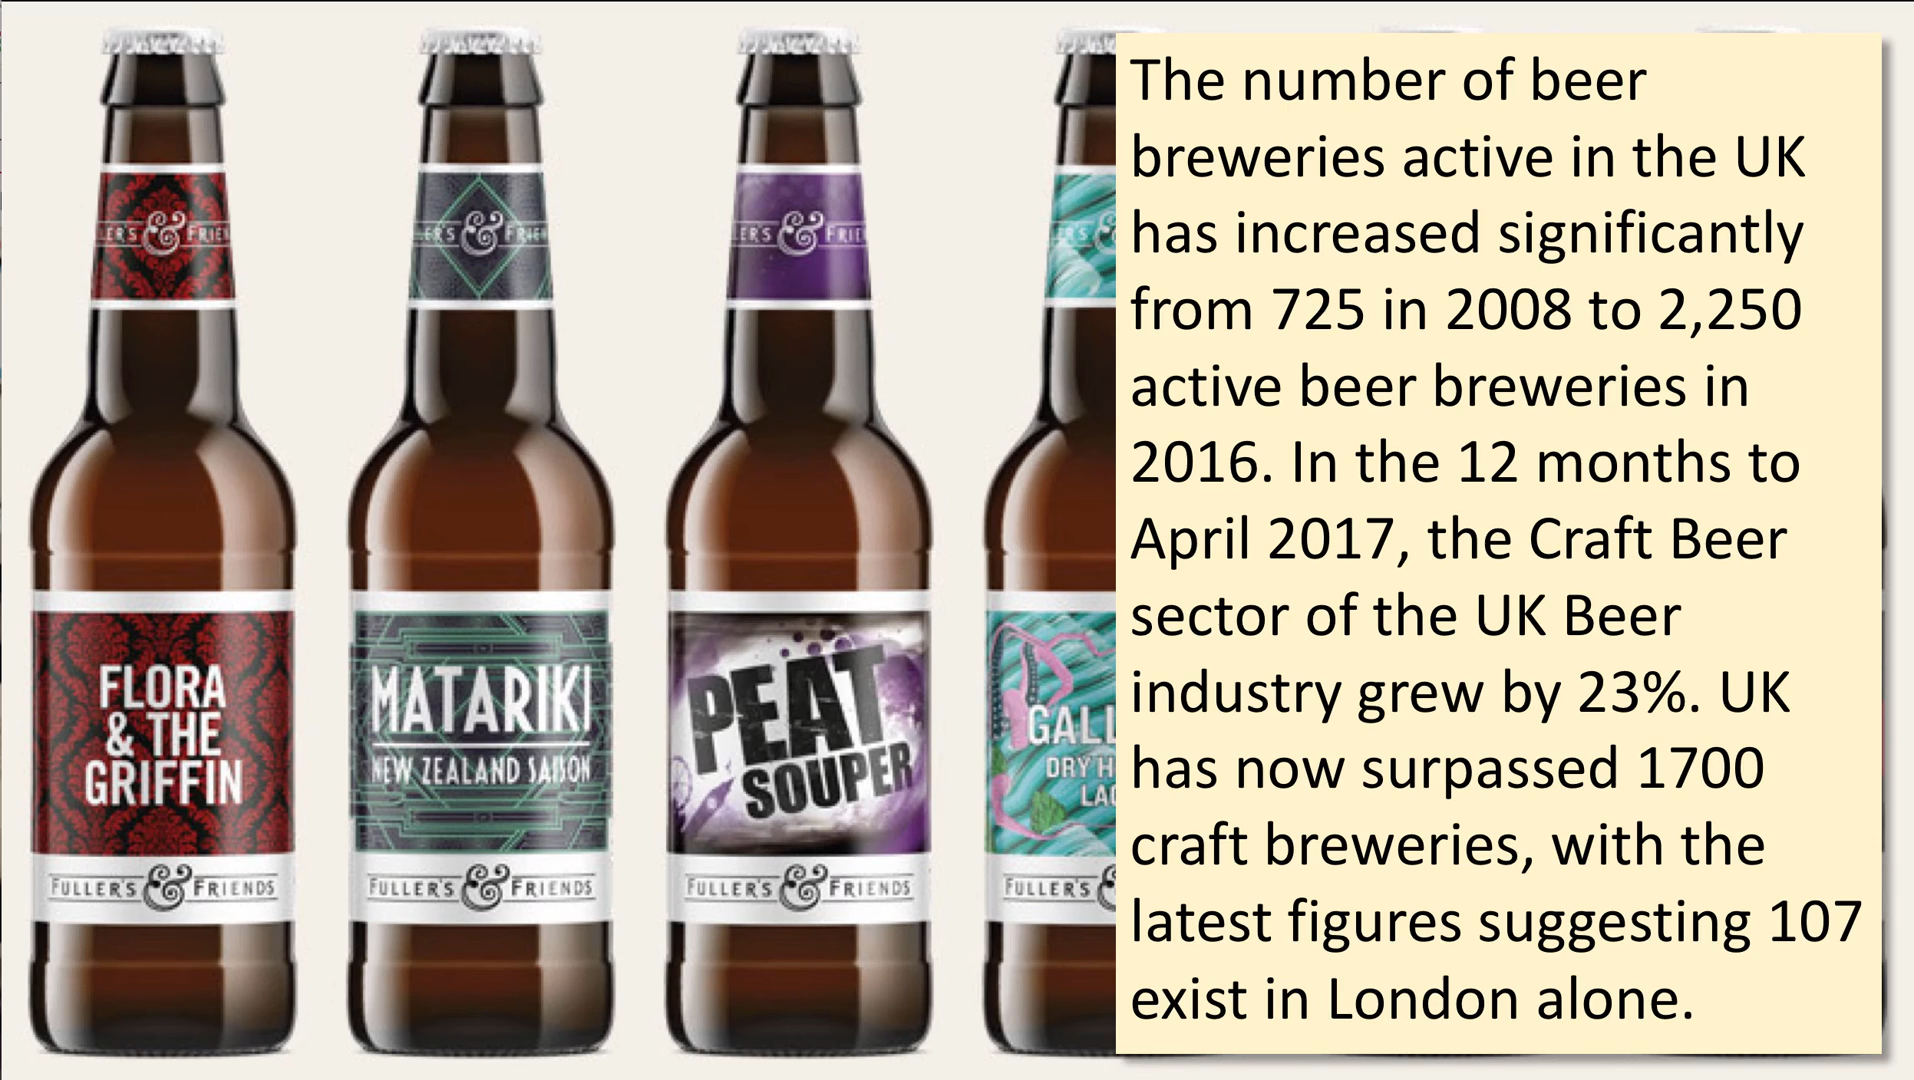 The number of beer
breweries active in the UK
has increased significantly
from 725 in 2008 to 2,250
active beer breweries in
2016. In the 12 months to
April 2017, the Craft Beer
sector of the UK Beer
industry grew by 23%. UK
has now surpassed 1700
craft breweries, with the
latest figures suggesting 107
exist in London alone.
FLORA
& THE
GRIFFIN
FULLER'S & FRIENDS
MATARIKI
NEW ZEALAND SAISON
FULLER'S & FRIENDS
PEAT
SOUPER
FULLER'S & FRIENDS
GALL
DRY H
LAG
FULLER'S &